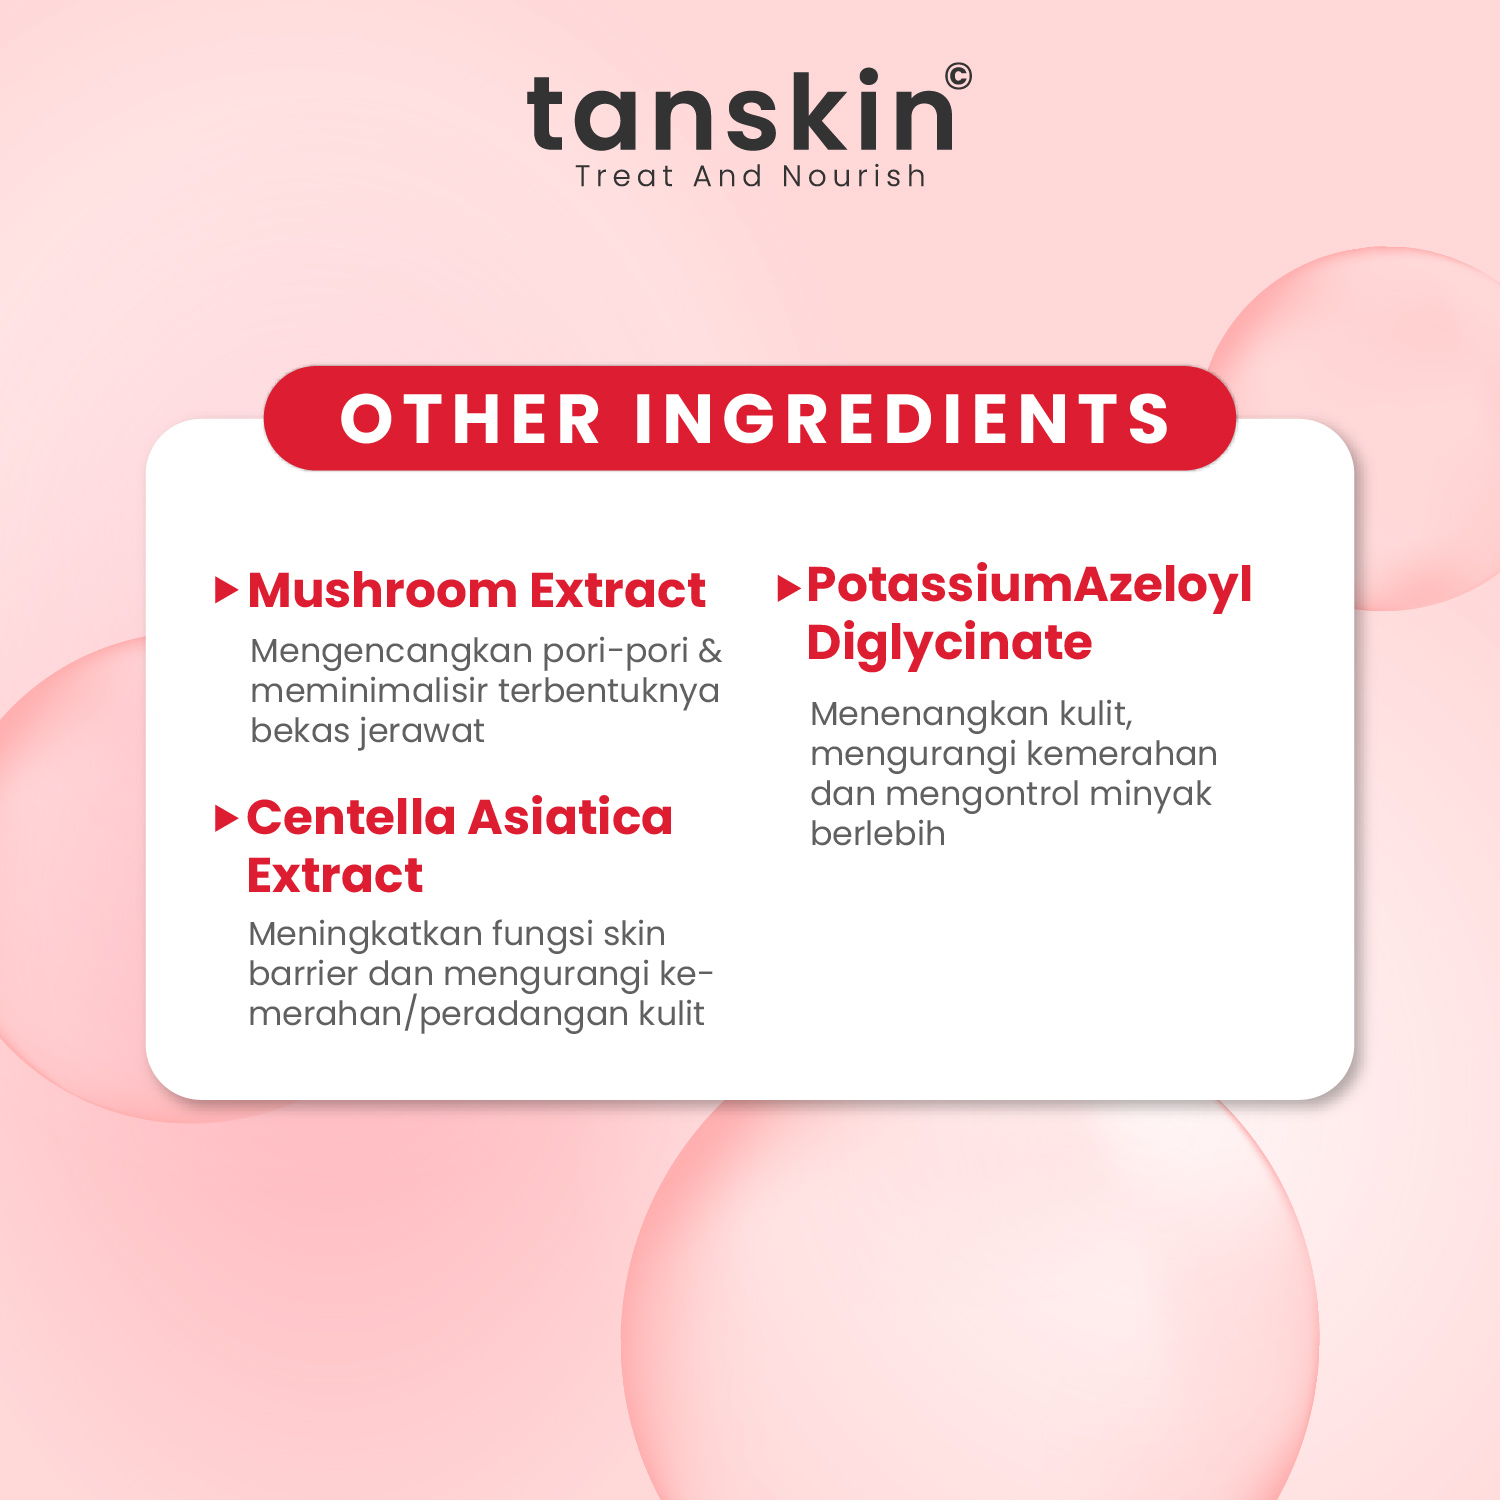 tanskin©
Treat And Nourish
OTHER INGREDIENTS
Mushroom Extract
Mengencangkan pori-pori &
meminimalisir terbentuknya
bekas jerawat
Centella Asiatica
Extract
Meningkatkan fungsi skin
barrier dan mengurangi ke-
merahan/peradangan kulit
PotassiumAzeloyl
Diglycinate
Menenangkan kulit,
mengurangi kemerahan
dan mengontrol minyak
berlebih